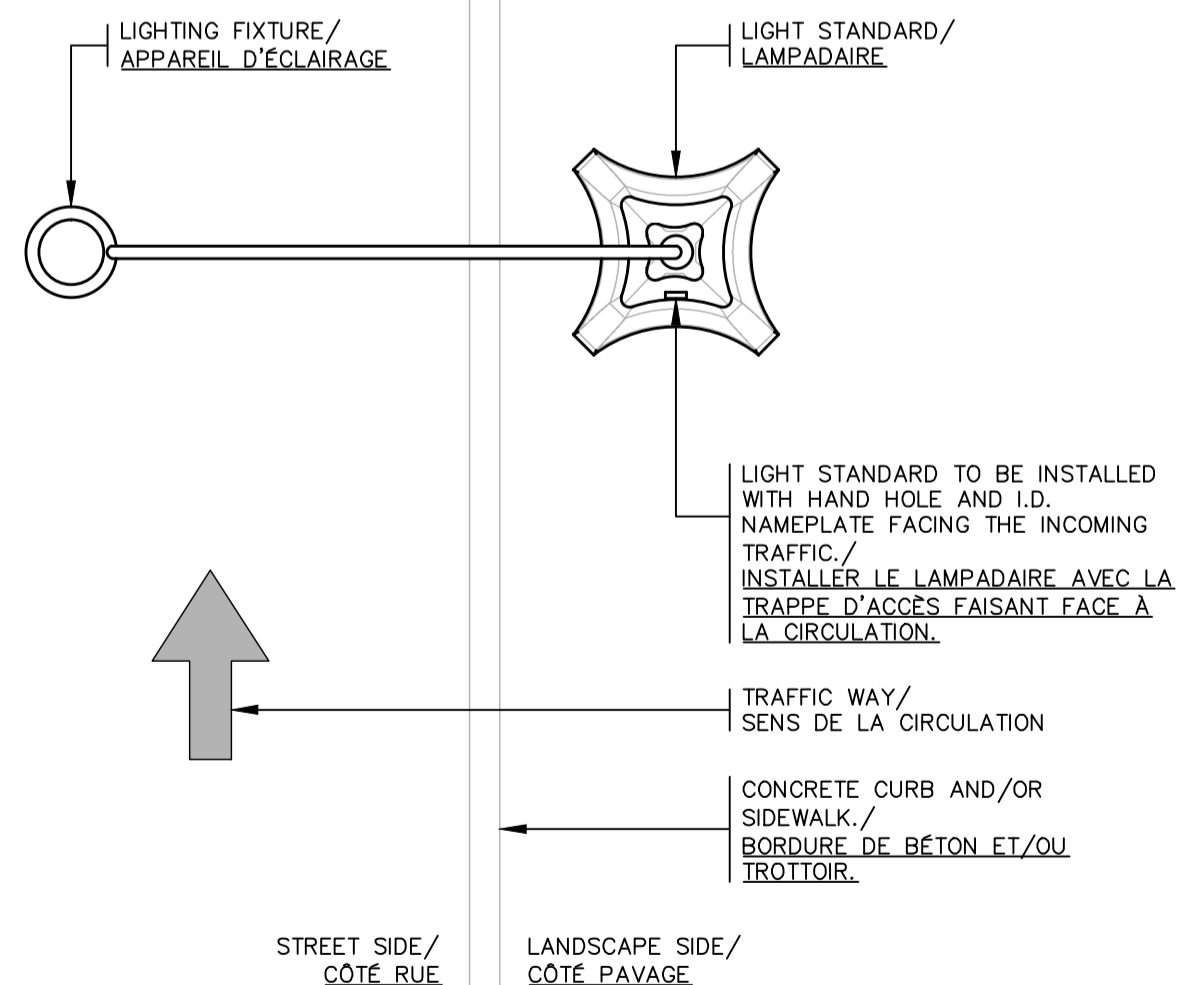 LIGHTING FIXTURE/
APPAREIL D'ÉCLAIRAGE
LIGHT STANDARD/
LAMPADAIRE
LIGHT STANDARD TO BE INSTALLED
WITH HAND HOLE AND I.D.
NAMEPLATE FACING THE INCOMING
TRAFFIC./
INSTALLER LE LAMPADAIRE AVEC LA
TRAPPE D'ACCÈS FAISANT FACE À
LA CIRCULATION.
TRAFFIC WAY/
SENS DE LA CIRCULATION
CONCRETE CURB AND/OR
SIDEWALK./
BORDURE DE BÉTON ET/OU
TROTTOIR.
STREET SIDE/
CÔTÉ RUE
LANDSCAPE SIDE/
CÔTÉ PAVAGE